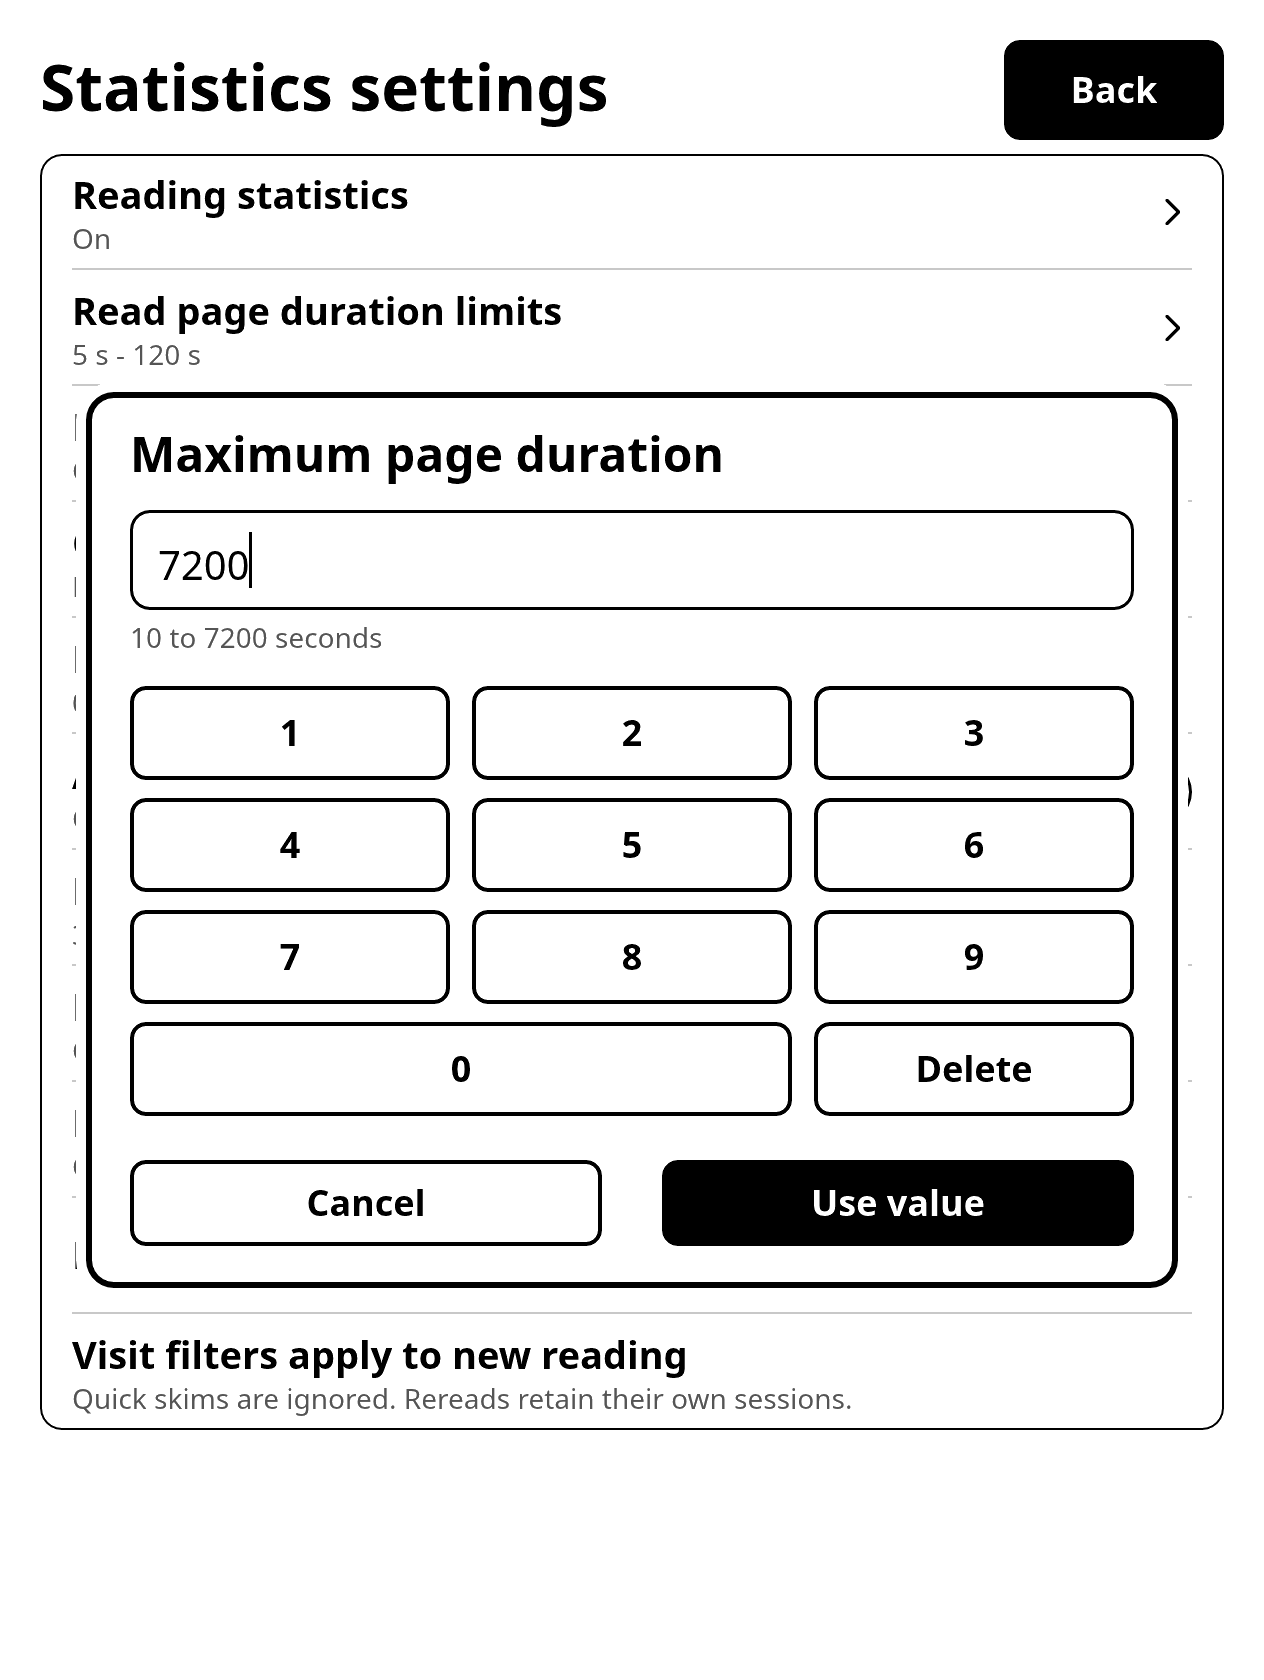 Statistics settings
Back
Reading statistics
On
Read page duration limits
5 s - 120 s
Maximum page duration
7200
10 to 7200 seconds
1 2 3
4 5 6
7 8 9
0 Delete
Cancel Use value
Visit filters apply to new reading
Quick skims are ignored. Rereads retain their own sessions.